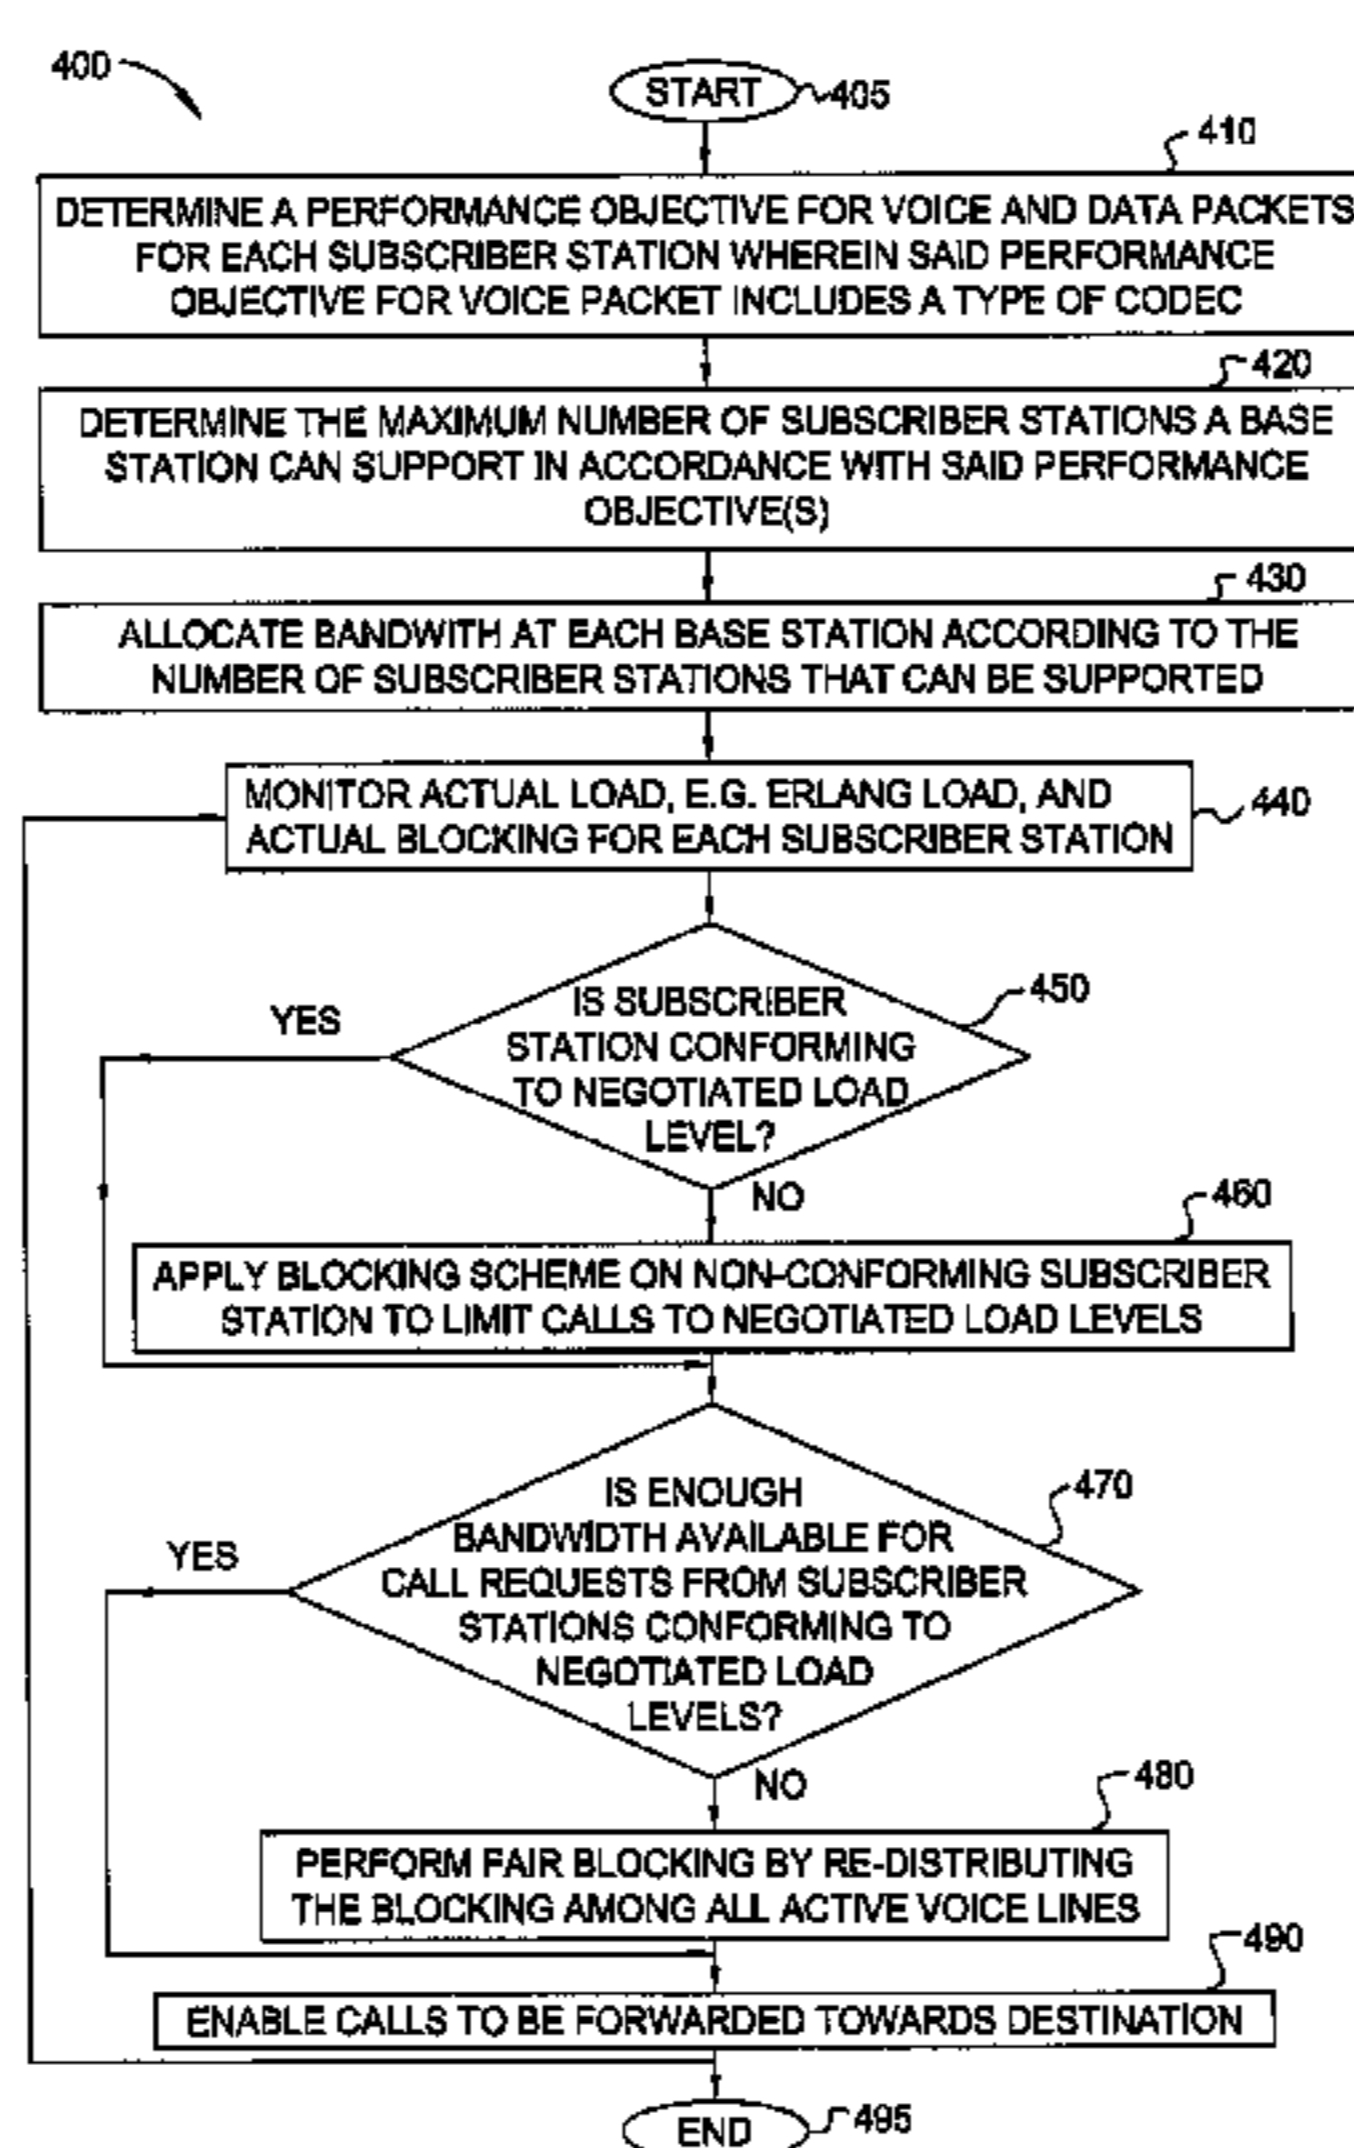 400
START
405
410
DETERMINE A PERFORMANCE OBJECTIVE FOR VOICE AND DATA PACKETS
FOR EACH SUBSCRIBER STATION WHEREIN SAID PERFORMANCE
OBJECTIVE FOR VOICE PACKET INCLUDES A TYPE OF CODEC
420
DETERMINE THE MAXIMUM NUMBER OF SUBSCRIBER STATIONS A BASE
STATION CAN SUPPORT IN ACCORDANCE WITH SAID PERFORMANCE
OBJECTIVE(S)
430
ALLOCATE BANDWITH AT EACH BASE STATION ACCORDING TO THE
NUMBER OF SUBSCRIBER STATIONS THAT CAN BE SUPPORTED
MONITOR ACTUAL LOAD, E.G. ERLANG LOAD, AND
ACTUAL BLOCKING FOR EACH SUBSCRIBER STATION
440
450
YES
IS SUBSCRIBER
STATION CONFORMING
TO NEGOTIATED LOAD
LEVEL?
NO
460
APPLY BLOCKING SCHEME ON NON-CONFORMING SUBSCRIBER
STATION TO LIMIT CALLS TO NEGOTIATED LOAD LEVELS
470
YES
IS ENOUGH
BANDWIDTH AVAILABLE FOR
CALL REQUESTS FROM SUBSCRIBER
STATIONS CONFORMING TO
NEGOTIATED LOAD
LEVELS?
NO
480
PERFORM FAIR BLOCKING BY RE-DISTRIBUTING
THE BLOCKING AMONG ALL ACTIVE VOICE LINES
490
ENABLE CALLS TO BE FORWARDED TOWARDS DESTINATION
END
495